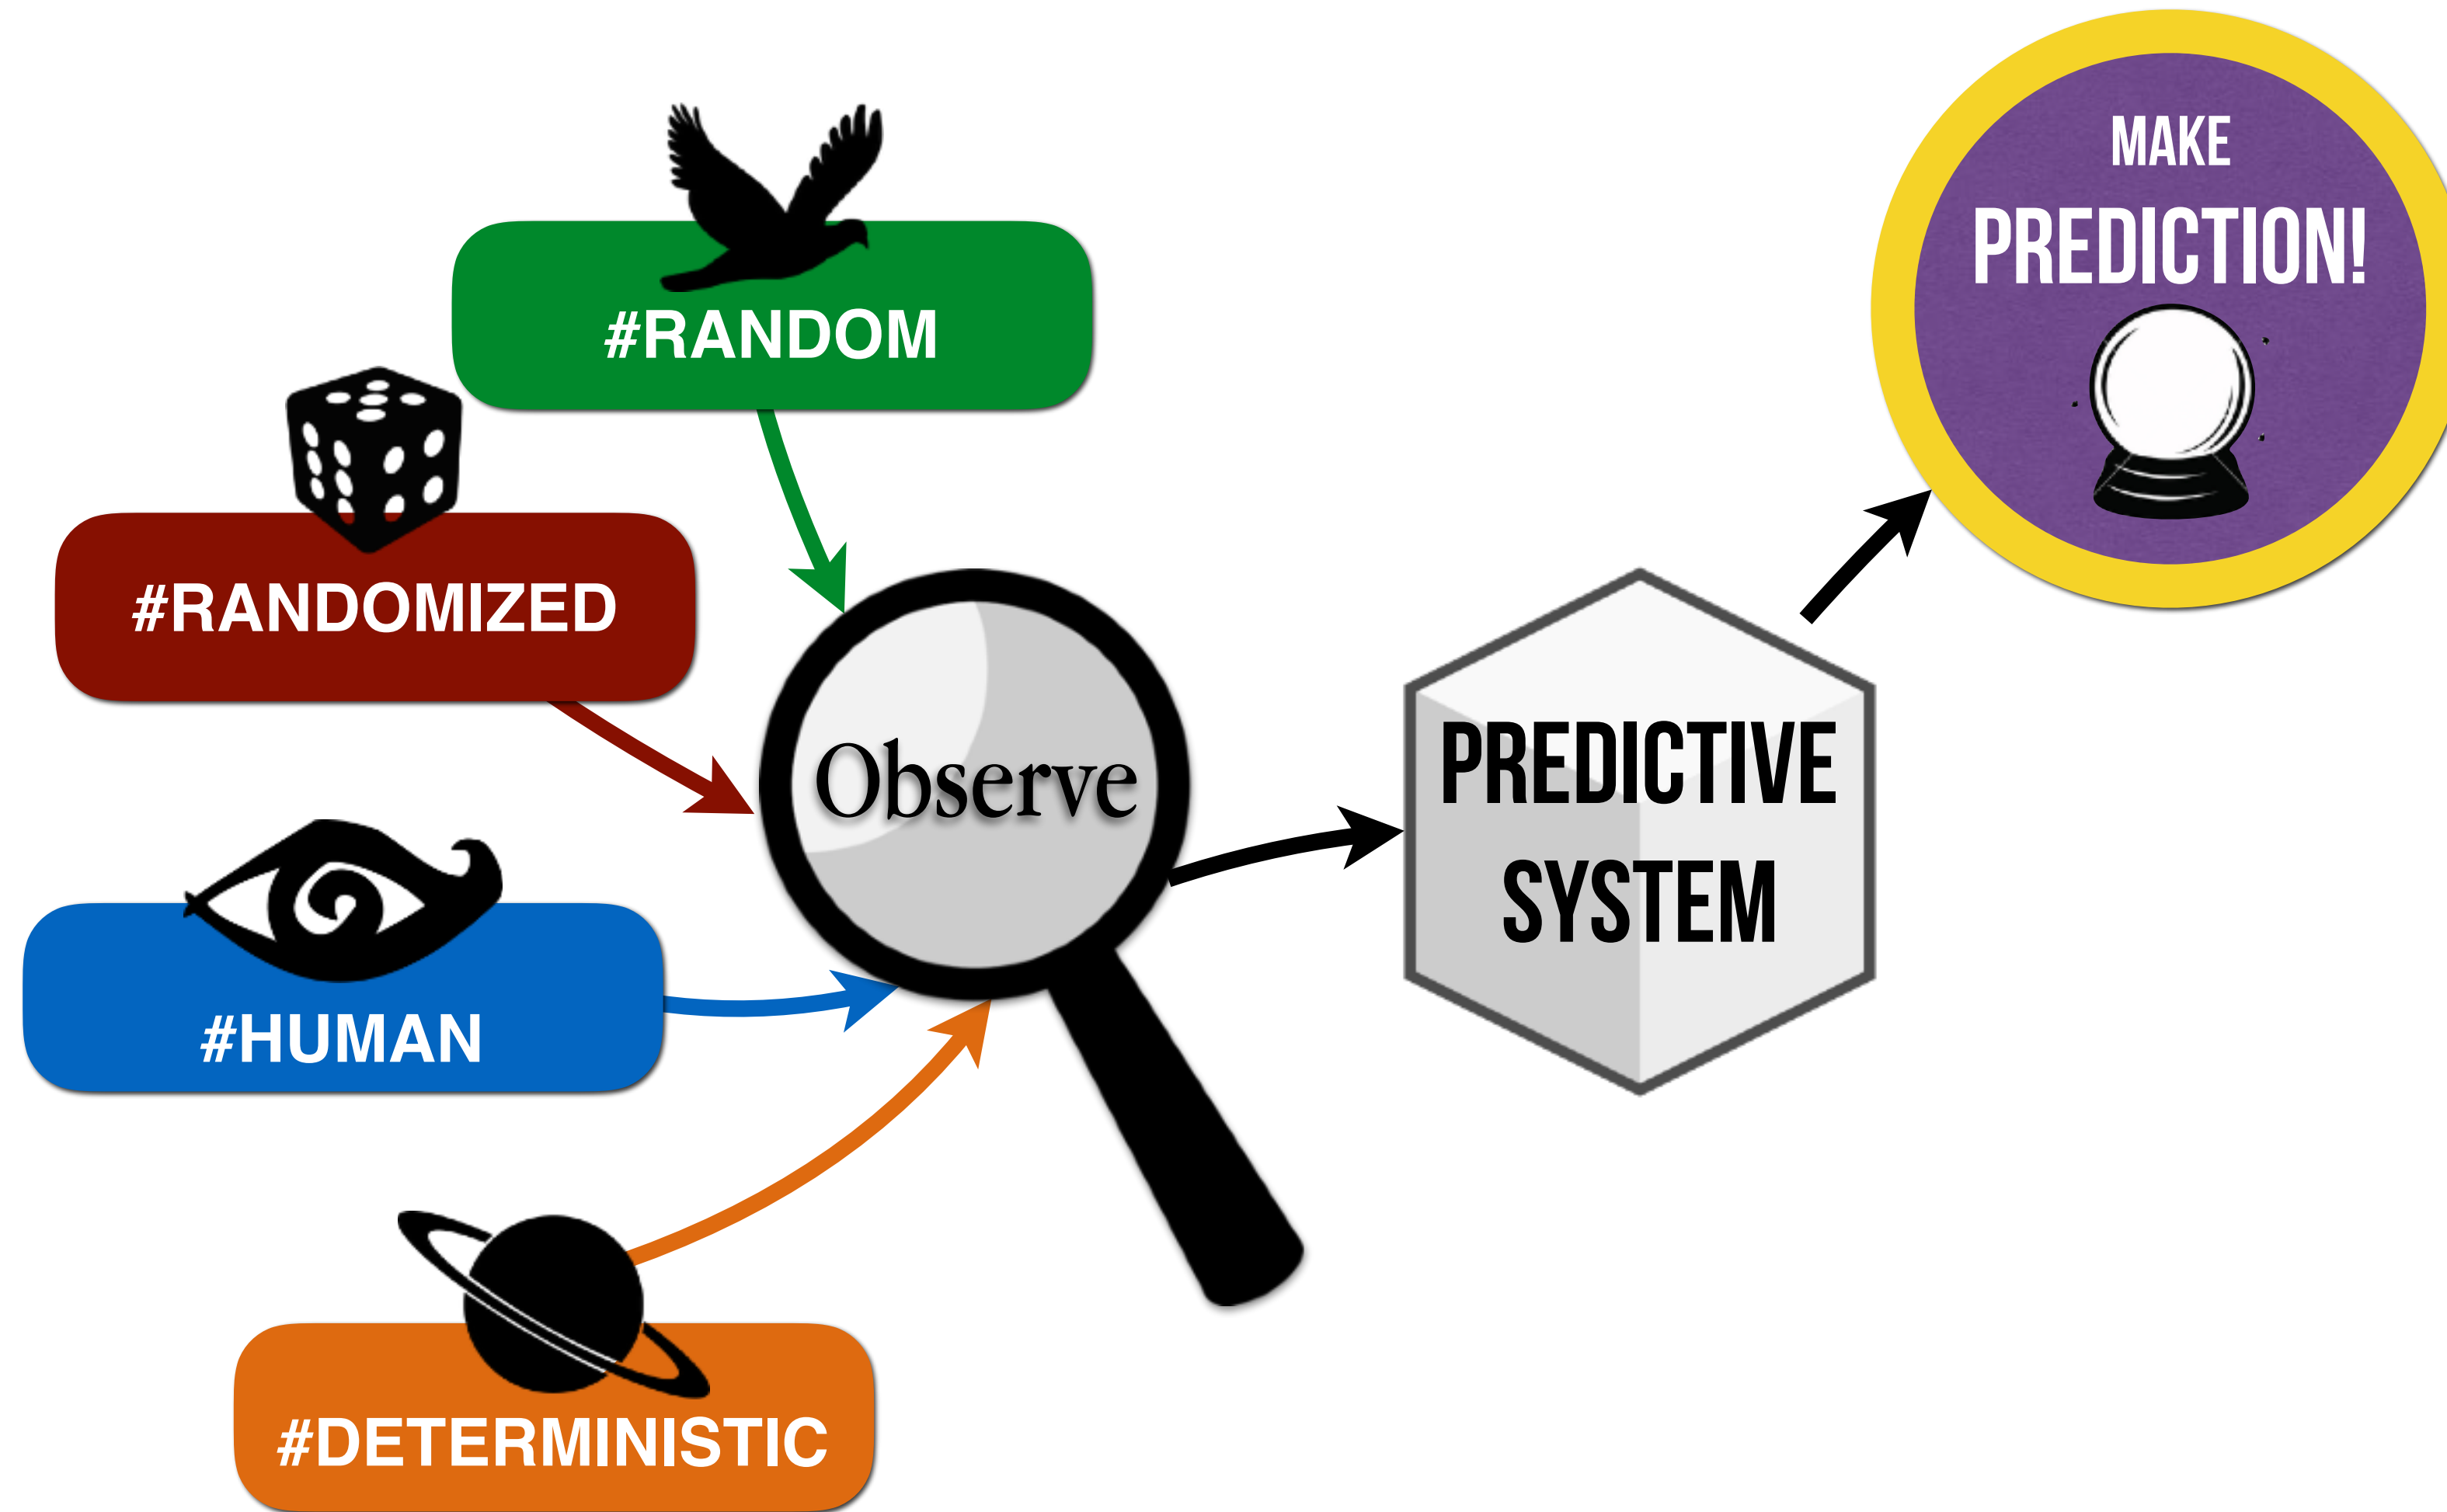 MAKE
PREDICTION!
#RANDOM
#RANDOMIZED
Observe
PREDICTIVE
SYSTEM
#HUMAN
#DETERMINISTIC